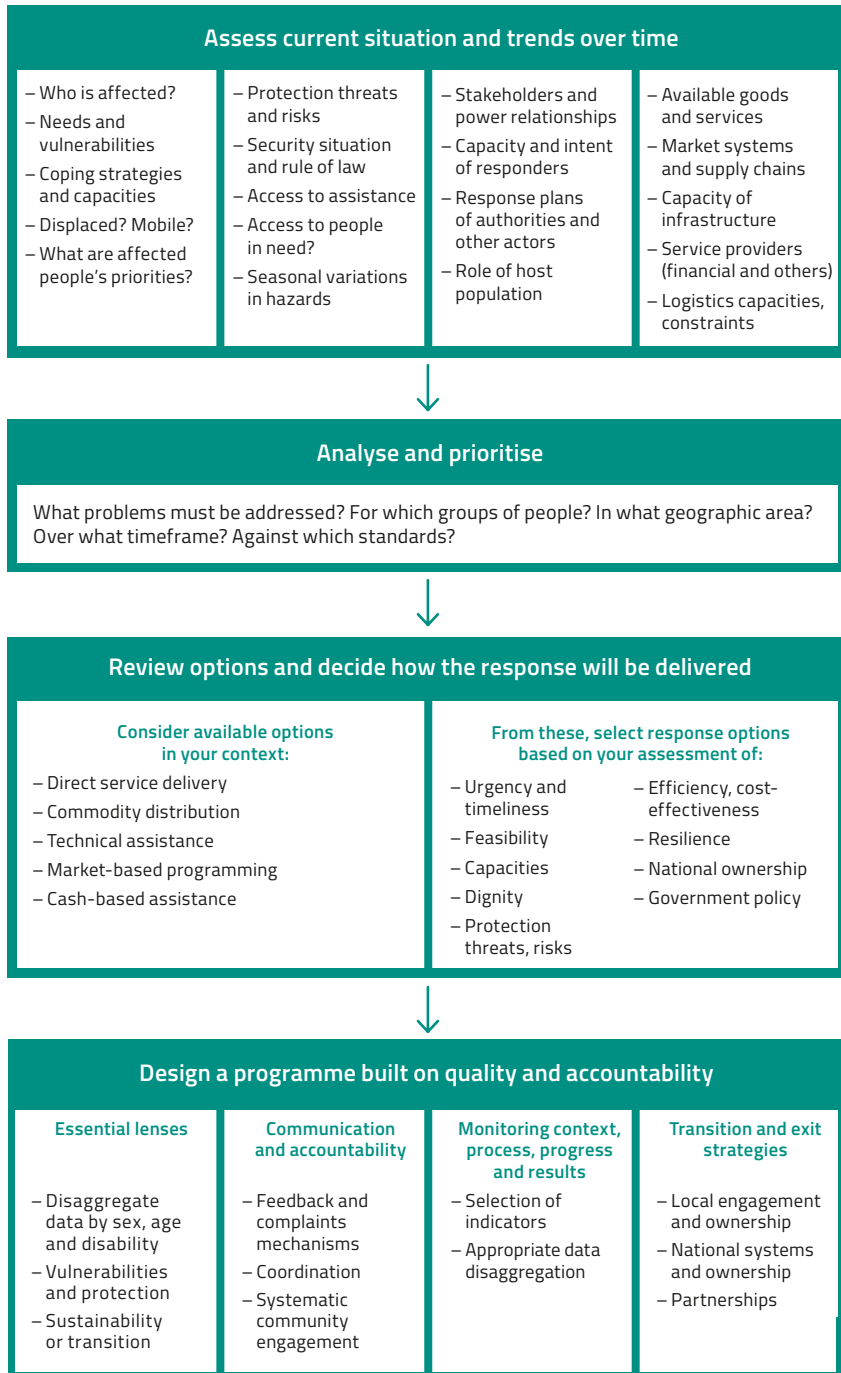 Assess current situation and trends over time
– Who is affected?
– Needs and
vulnerabilities
– Coping strategies
and capacities
– Displaced? Mobile?
– What are affected
people's priorities?
– Protection threats
and risks
– Security situation
and rule of law
– Access to assistance
– Access to people
in need?
– Seasonal variations
in hazards
– Stakeholders and
power relationships
– Capacity and intent
of responders
– Response plans
of authorities and
other actors
– Role of host
population
– Available goods
and services
– Market systems
and supply chains
– Capacity of
infrastructure
– Service providers
(financial and others)
– Logistics capacities,
constraints
Analyse and prioritise
What problems must be addressed? For which groups of people? In what geographic area?
Over what timeframe? Against which standards?
Review options and decide how the response will be delivered
Consider available options
in your context:
– Direct service delivery
– Commodity distribution
– Technical assistance
– Market-based programming
– Cash-based assistance
From these, select response options
based on your assessment of:
– Urgency and
timeliness
– Feasibility
– Capacities
– Dignity
– Protection
threats, risks
– Efficiency, cost-
effectiveness
– Resilience
– National ownership
– Government policy
Design a programme built on quality and accountability
Essential lenses
– Disaggregate
data by sex, age
and disability
– Vulnerabilities
and protection
– Sustainability
or transition
Communication
and accountability
– Feedback and
complaints
mechanisms
– Coordination
– Systematic
community
engagement
Monitoring context,
process, progress
and results
– Selection of
indicators
– Appropriate data
disaggregation
Transition and exit
strategies
– Local engagement
and ownership
– National systems
and ownership
– Partnerships